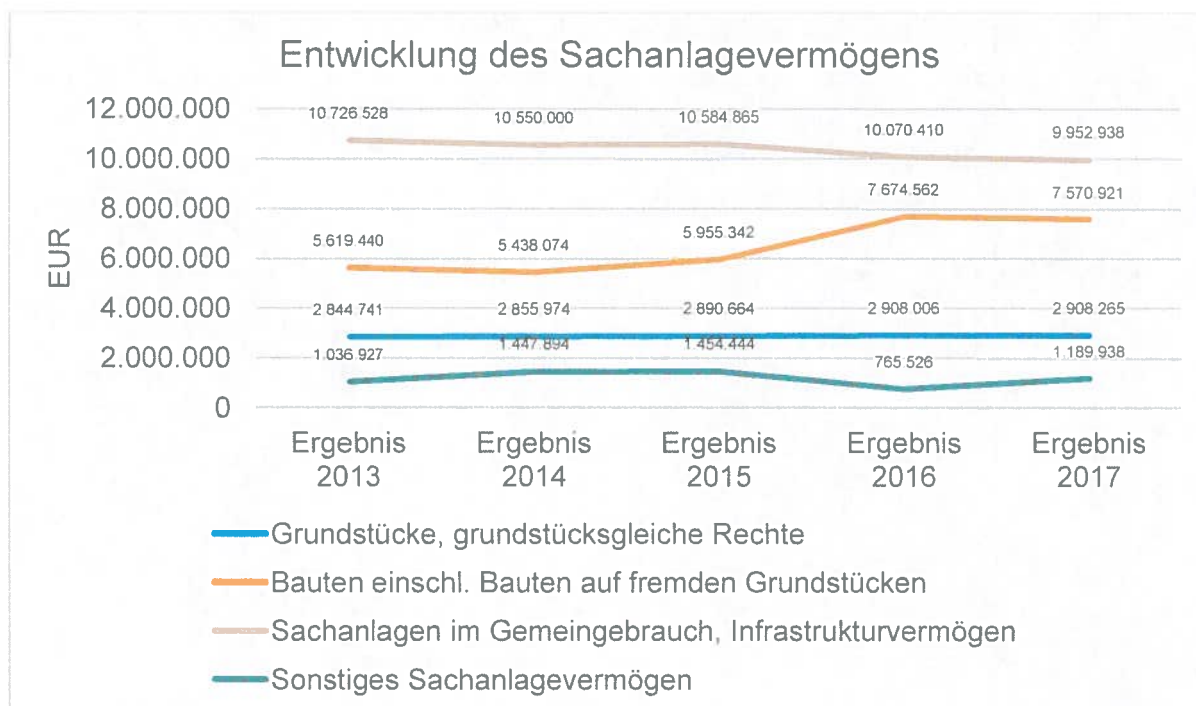 Entwicklung des Sachanlagevermögens
EUR
12.000.000
10.000.000
8.000.000
6.000.000
4.000.000
2.000.000
0
10 726 528
10 550 000
10 584.865
10 070 410
9 952 938
7 674 562
7 570 921
5 619 440
5 438 074
5 955 342
2 844 741
2 855 974
2 890 664
2 908 006
2 908 265
1 036 927
1 447.894
1 454.444
765 526
1 189 938
Ergebnis 2013
Ergebnis 2014
Ergebnis 2015
Ergebnis 2016
Ergebnis 2017
Grundstücke, grundstücksgleiche Rechte
Bauten einschl. Bauten auf fremden Grundstücken
Sachanlagen im Gemeingebrauch, Infrastrukturvermögen
Sonstiges Sachanlagevermögen